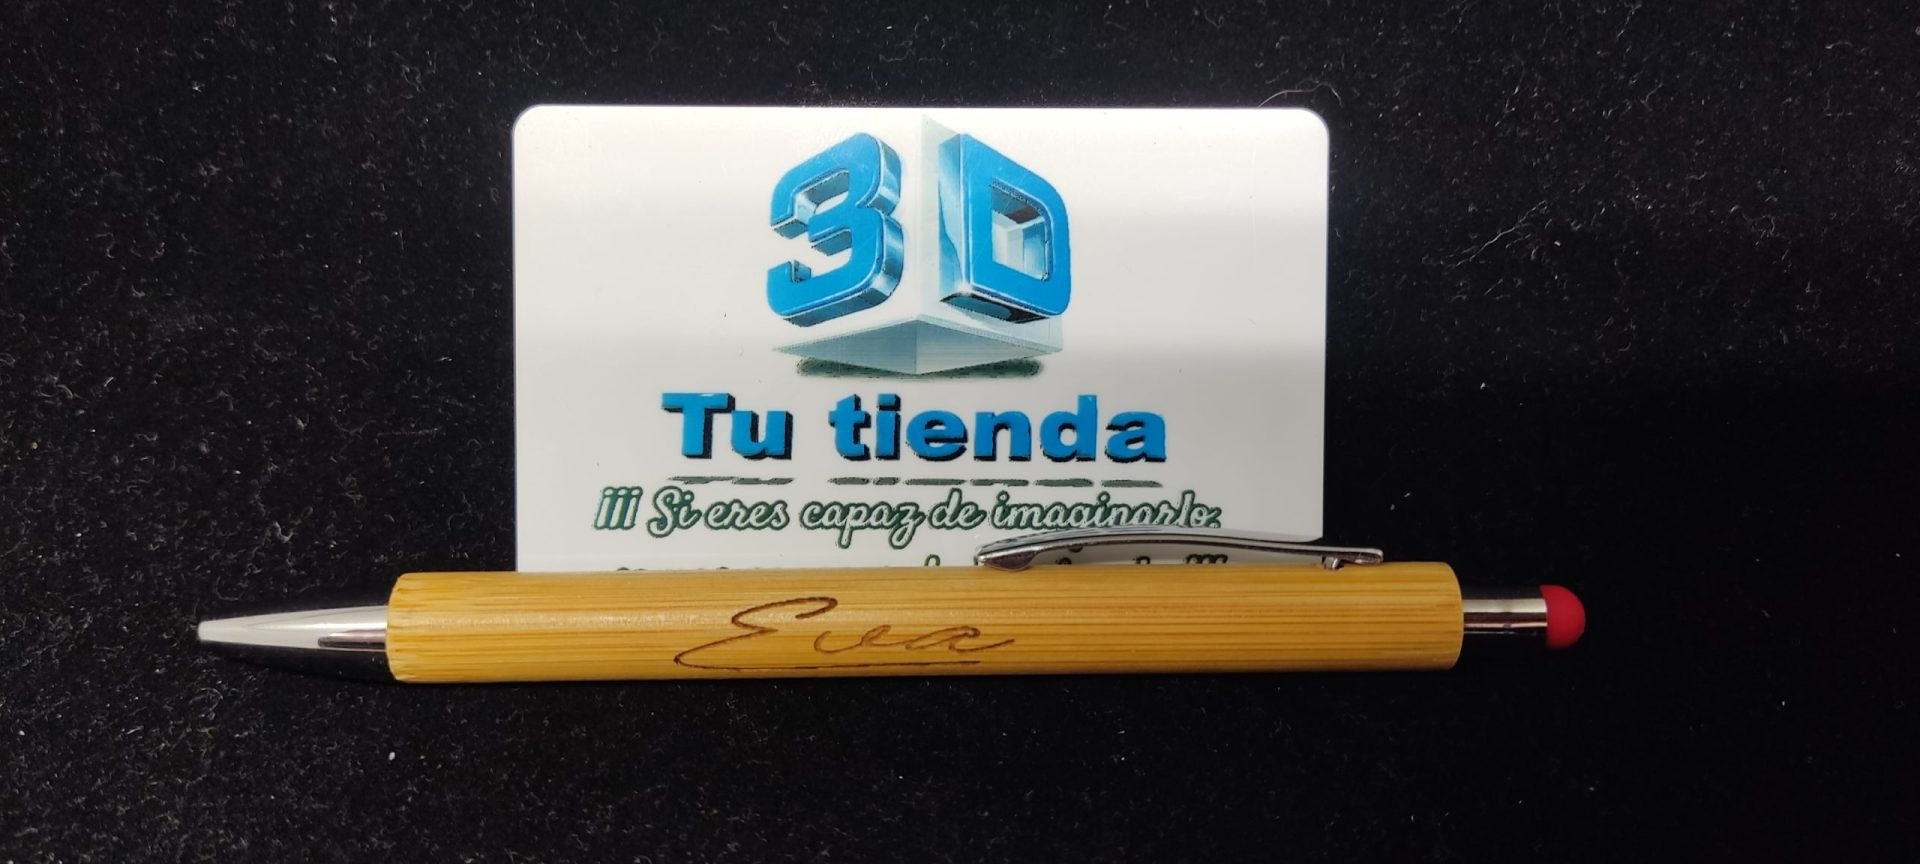 3D
Tu tienda
¡¡¡ Si eres capaz de imaginarlo,
Eva